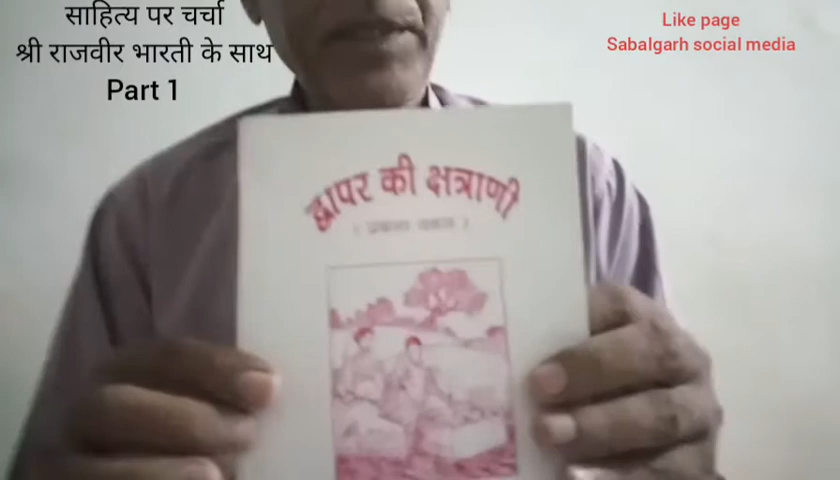 साहित्य पर चर्चा
श्री राजवीर भारती के साथ
Part 1
Like page
Sabalgarh social media
द्वापर की क्षत्राणी